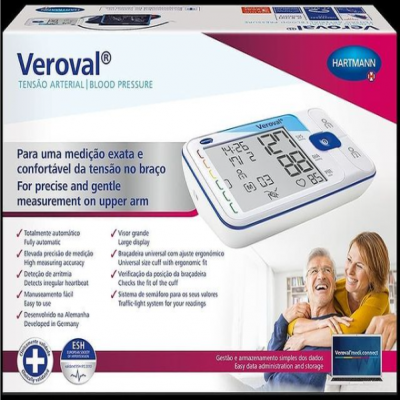 Veroval®
HARTMANN
Veroval®
TENSÃO ARTERIAL | BLOOD PRESSURE
Veroval®
Para uma medição exata e
confortável da tensão no braço
For precise and gentle
measurement on upper arm
Totalmente automático
Fully automatic
Elevada precisão de medição
High measuring accuracy
Deteção de arritmia
Detects irregular heartbeat
Manuseamento fácil
Easy to use
Desenvolvido na Alemanha
Developed in Germany
Visor grande
Large display
Braçadeira universal com ajuste ergonómico
Universal size cuff with ergonomic fit
Verificação da posição da braçadeira
Checks the fit of the cuff
Sistema de semáforo para os seus valores
Traffic-light system for your readings
ESH
Gestão e armazenamento simples dos dados
Easy data administration and storage
Veroval®medi.connect